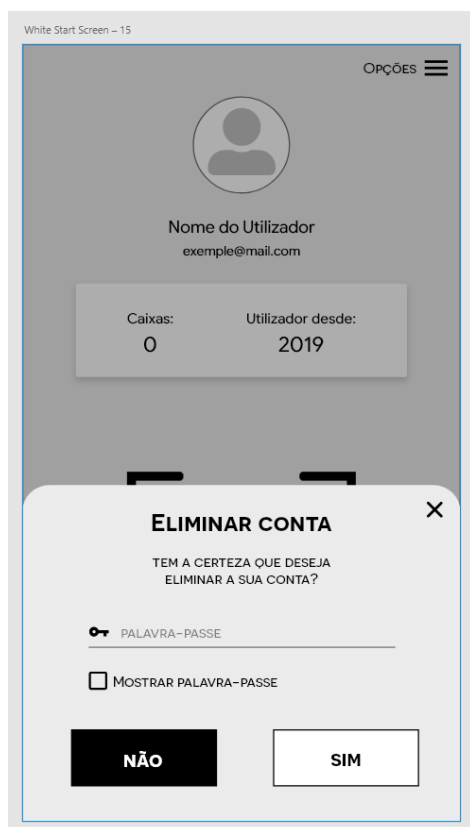 White Start Screen – 15
Opções
Nome do Utilizador
exemple@mail.com
Caixas: Utilizador desde:
0 2019
Eliminar conta
tem a certeza que deseja
eliminar a sua conta?
palavra-passe
Mostrar palavra-passe
NÃO SIM